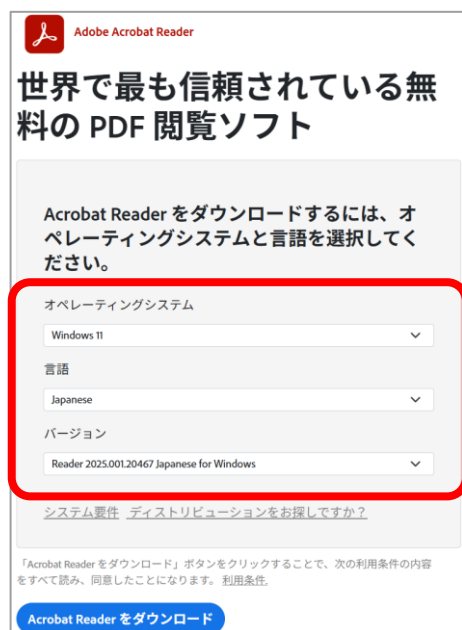 Adobe Acrobat Reader
世界で最も信頼されている無
料の PDF 閲覧ソフト
Acrobat Reader をダウンロードするには、オ
ペレーティングシステムと言語を選択してく
ださい。
オペレーティングシステム
Windows 11
言語
Japanese
バージョン
Reader 2025.001.20467 Japanese for Windows
システム要件 ディストリビューションをお探しですか？
「Acrobat Reader をダウンロード」ボタンをクリックすることで、次の利用条件の内容
をすべて読み、同意したことになります。 利用条件.
Acrobat Reader をダウンロード